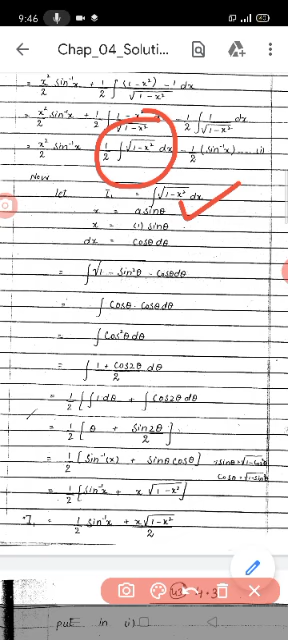 9:46
Chap_04_Soluti...
= x²/2 sin⁻¹x + 1/2 ∫ (1-x²) - 1 / √1-x² dx
= x²/2 sin⁻¹x + 1/2 ∫ 1-x² / √1-x² dx - 1/2 ∫ 1/√1-x² dx
= x²/2 sin⁻¹x + 1/2 ∫ √1-x² dx - 1/2 (sin⁻¹x) .... (i)
Now
let I₁ = ∫ √1-x² dx
x = a sinθ
x = (1) sinθ
dx = cosθ dθ
= ∫ √1 - sin²θ - cosθ dθ
= ∫ cosθ . cosθ dθ
= ∫ cos²θ dθ
= ∫ 1 + cos2θ / 2 dθ
= 1/2 [ ∫ 1 dθ + ∫ cos2θ dθ
= 1/2 [ θ + sin2θ / 2 ]
= 1/2 [ sin⁻¹(x) + sinθ cosθ ]
cosθ = √1-sin²θ
= 1/2 [ sin⁻¹x + x √1-x² ]
I₁ = 1/2 sin⁻¹x + x√1-x² / 2
put in (i)